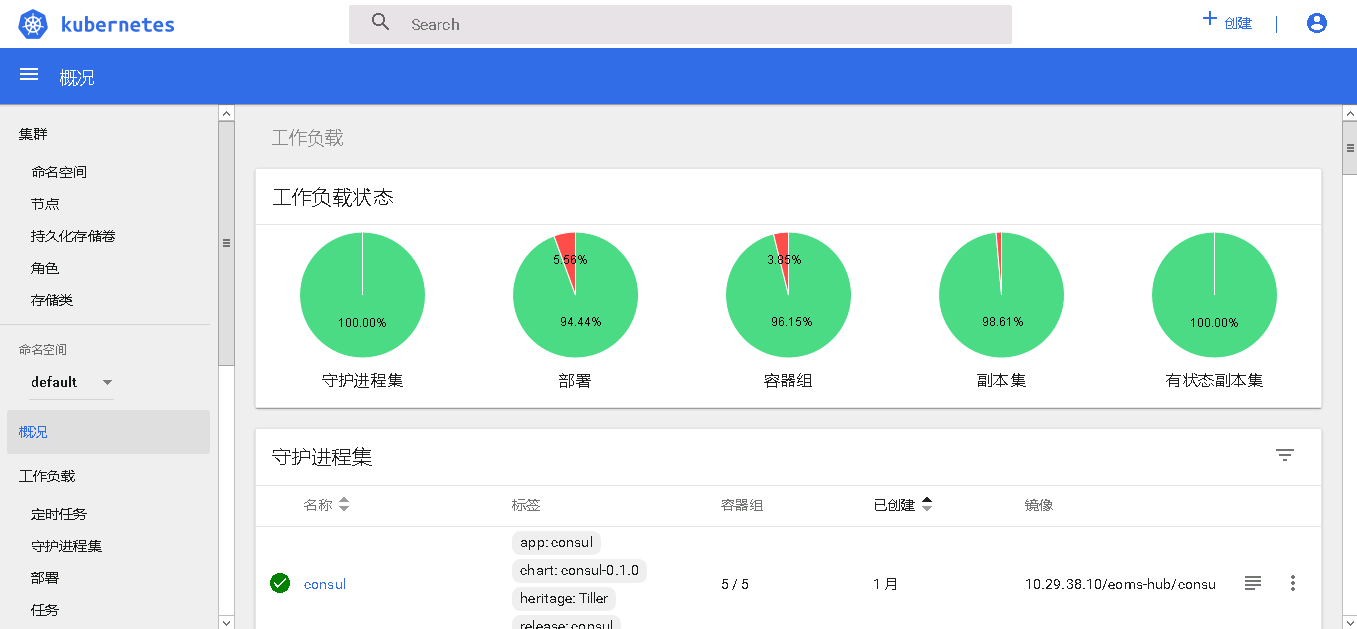 kubernetes
Search
创建
概况
集群
命名空间
节点
持久化存储卷
角色
存储类
命名空间
default
概况
工作负载
定时任务
守护进程集
部署
任务
工作负载
工作负载状态
5.56%
3.85%
100.00%
94.44%
96.15%
98.61%
100.00%
守护进程集
部署
容器组
副本集
有状态副本集
守护进程集
名称 标签 容器组 已创建 镜像
app: consul
chart: consul-0.1.0
consul 5 / 5 1 月 10.29.38.10/eoms-hub/consu
heritage: Tiller
release: consul